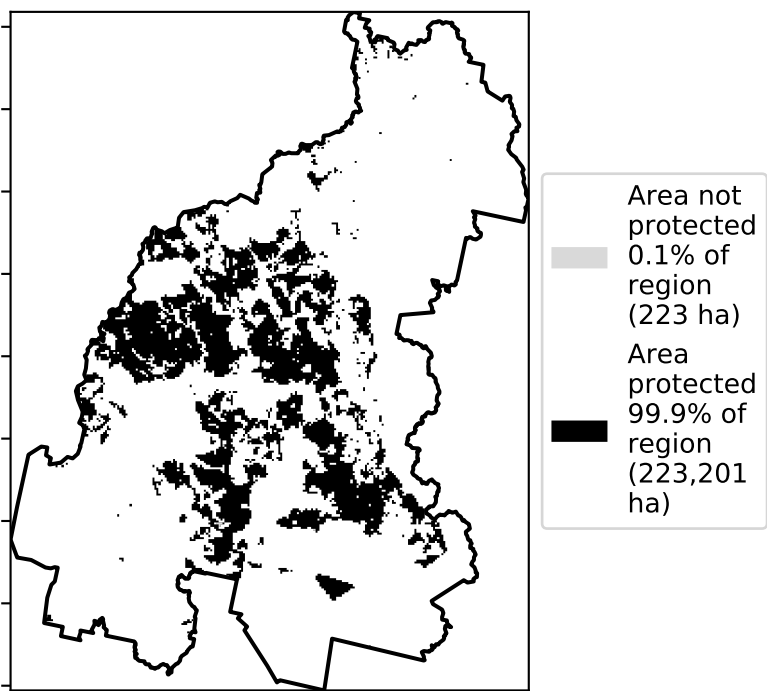 Area not
protected
0.1% of
region
(223 ha)
Area
protected
99.9% of
region
(223,201
ha)